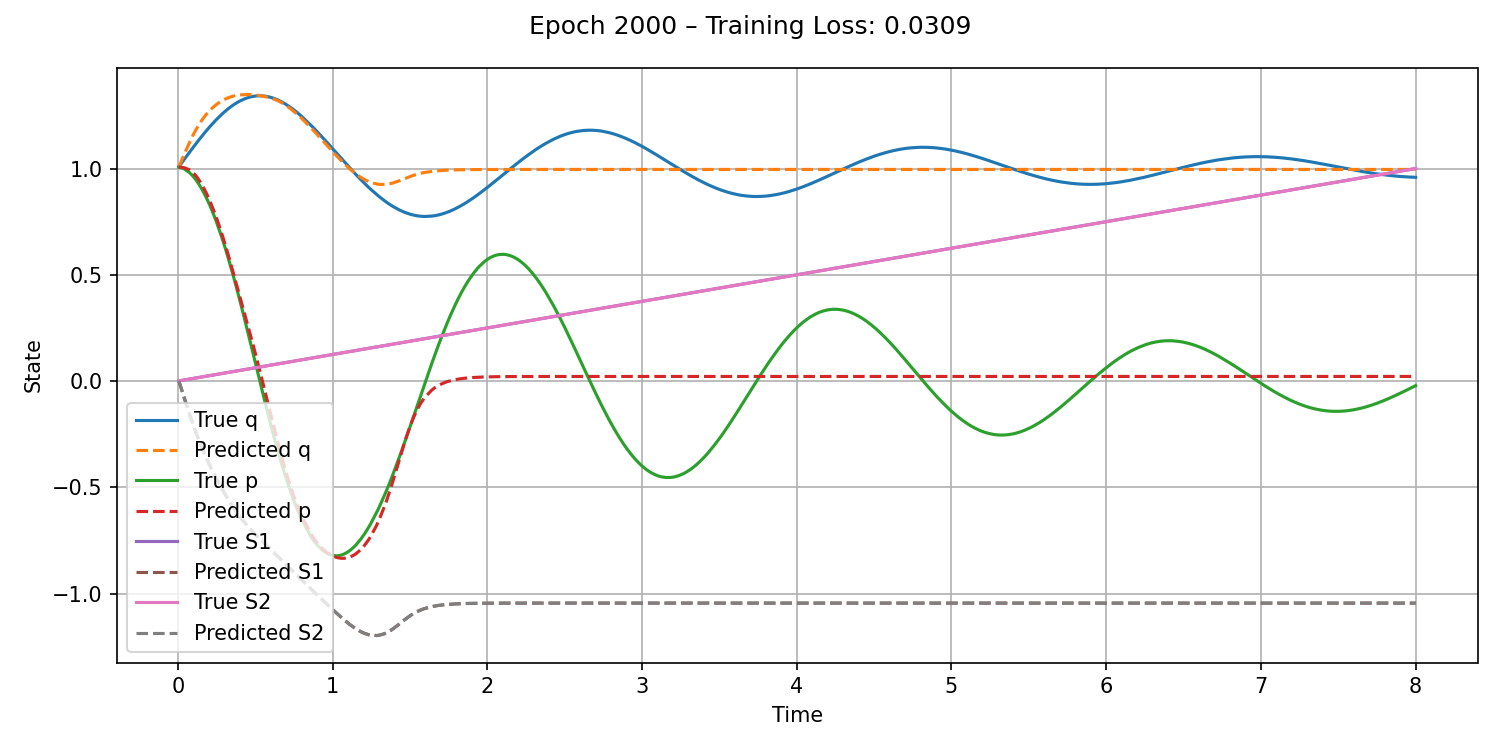 Epoch 2000 – Training Loss: 0.0309
State
1.0
0.5
0.0
−0.5
−1.0
True q
Predicted q
True p
Predicted p
True S1
Predicted S1
True S2
Predicted S2
0 1 2 3 4 5 6 7 8
Time